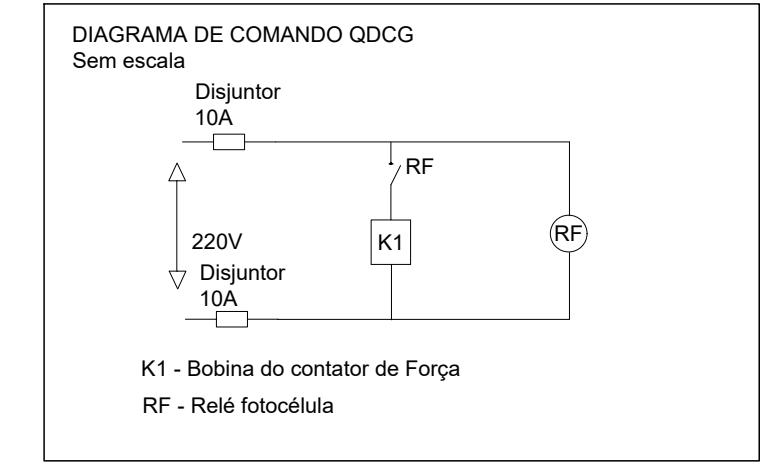 DIAGRAMA DE COMANDO QDCG
Sem escala
Disjuntor
10A
RF
K1
RF
220V
Disjuntor
10A
K1 - Bobina do contator de Força
RF - Relé fotocélula